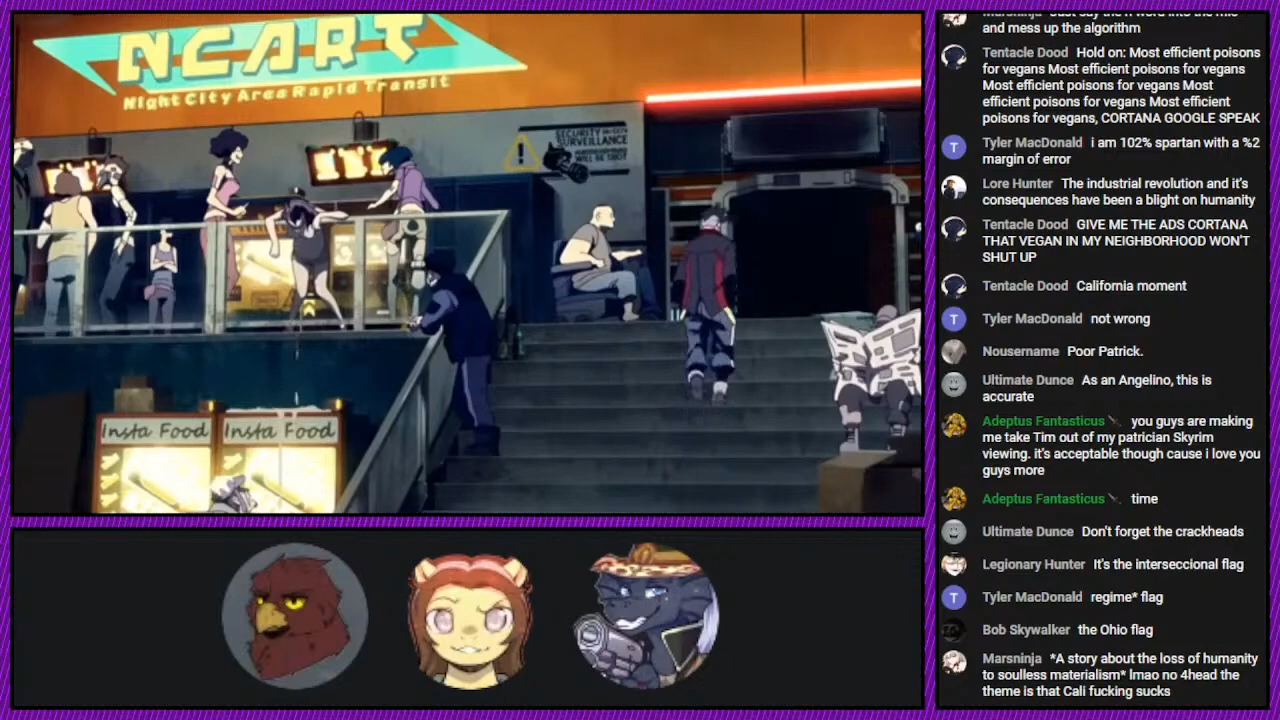 NCART
Night City Area Rapid Transit
SECURITY
SURVEILLANCE
WILL BE SHOT
Insta Food
Insta Food
and mess up the algorithm
Tentacle Dood Hold on: Most efficient poisons
for vegans Most efficient poisons for vegans
Most efficient poisons for vegans Most
efficient poisons for vegans Most efficient
poisons for vegans, CORTANA GOOGLE SPEAK
T
Tyler MacDonald i am 102% spartan with a %2
margin of error
Lore Hunter The industrial revolution and it's
consequences have been a blight on humanity
Tentacle Dood GIVE ME THE ADS CORTANA
THAT VEGAN IN MY NEIGHBORHOOD WON'T
SHUT UP
Tentacle Dood California moment
T
Tyler MacDonald not wrong
Nousername Poor Patrick.
Ultimate Dunce As an Angelino, this is
accurate
Adeptus Fantasticus you guys are making
me take Tim out of my patrician Skyrim
viewing. it's acceptable though cause i love you
guys more
Adeptus Fantasticus time
Ultimate Dunce Don't forget the crackheads
Legionary Hunter It's the interseccional flag
T
Tyler MacDonald regime* flag
Bob Skywalker the Ohio flag
Marsninja *A story about the loss of humanity
to soulless materialism* lmao no 4head the
theme is that Cali fucking sucks